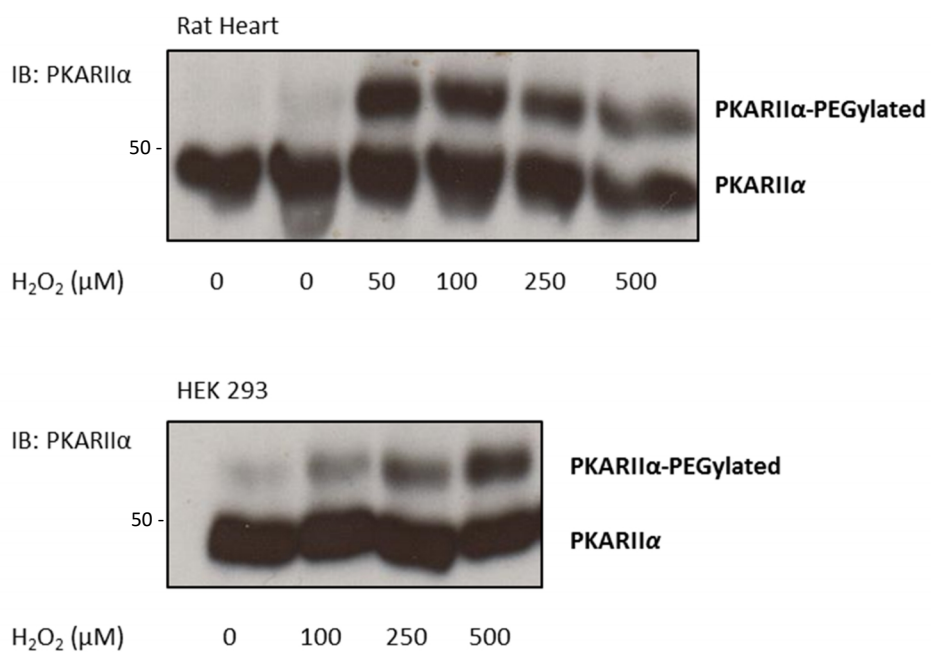 Rat Heart
IB: PKARIIα
PKARIIα-PEGylated
50 -
PKARIIα
H₂O₂ (µM) 0 0 50 100 250 500
HEK 293
IB: PKARIIα
PKARIIα-PEGylated
50 -
PKARIIα
H₂O₂ (µM) 0 100 250 500